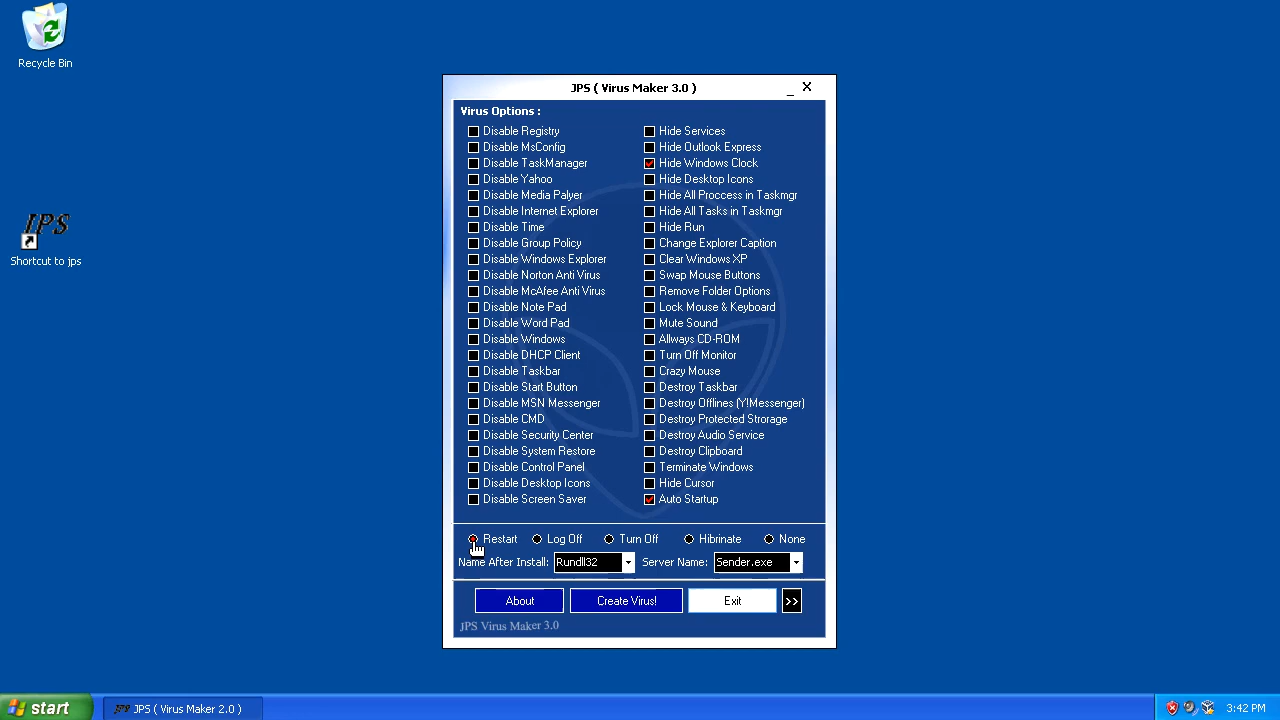 Recycle Bin
JPS
Shortcut to jps
JPS ( Virus Maker 3.0 )
Virus Options :
Disable Registry
Disable MsConfig
Disable TaskManager
Disable Yahoo
Disable Media Palyer
Disable Internet Explorer
Disable Time
Disable Group Policy
Disable Windows Explorer
Disable Norton Anti Virus
Disable McAfee Anti Virus
Disable Note Pad
Disable Word Pad
Disable Windows
Disable DHCP Client
Disable Taskbar
Disable Start Button
Disable MSN Messenger
Disable CMD
Disable Security Center
Disable System Restore
Disable Control Panel
Disable Desktop Icons
Disable Screen Saver
Hide Services
Hide Outlook Express
Hide Windows Clock
Hide Desktop Icons
Hide All Proccess in Taskmgr
Hide All Tasks in Taskmgr
Hide Run
Change Explorer Caption
Clear Windows XP
Swap Mouse Buttons
Remove Folder Options
Lock Mouse & Keyboard
Mute Sound
Allways CD-ROM
Turn Off Monitor
Crazy Mouse
Destroy Taskbar
Destroy Offlines (Y!Messenger)
Destroy Protected Strorage
Destroy Audio Service
Destroy Clipboard
Terminate Windows
Hide Cursor
Auto Startup
Restart Log Off Turn Off Hibrinate None
Name After Install: Rundll32 Server Name: Sender.exe
About Create Virus! Exit >>
JPS Virus Maker 3.0
start JPS JPS ( Virus Maker 2.0 ) 3:42 PM